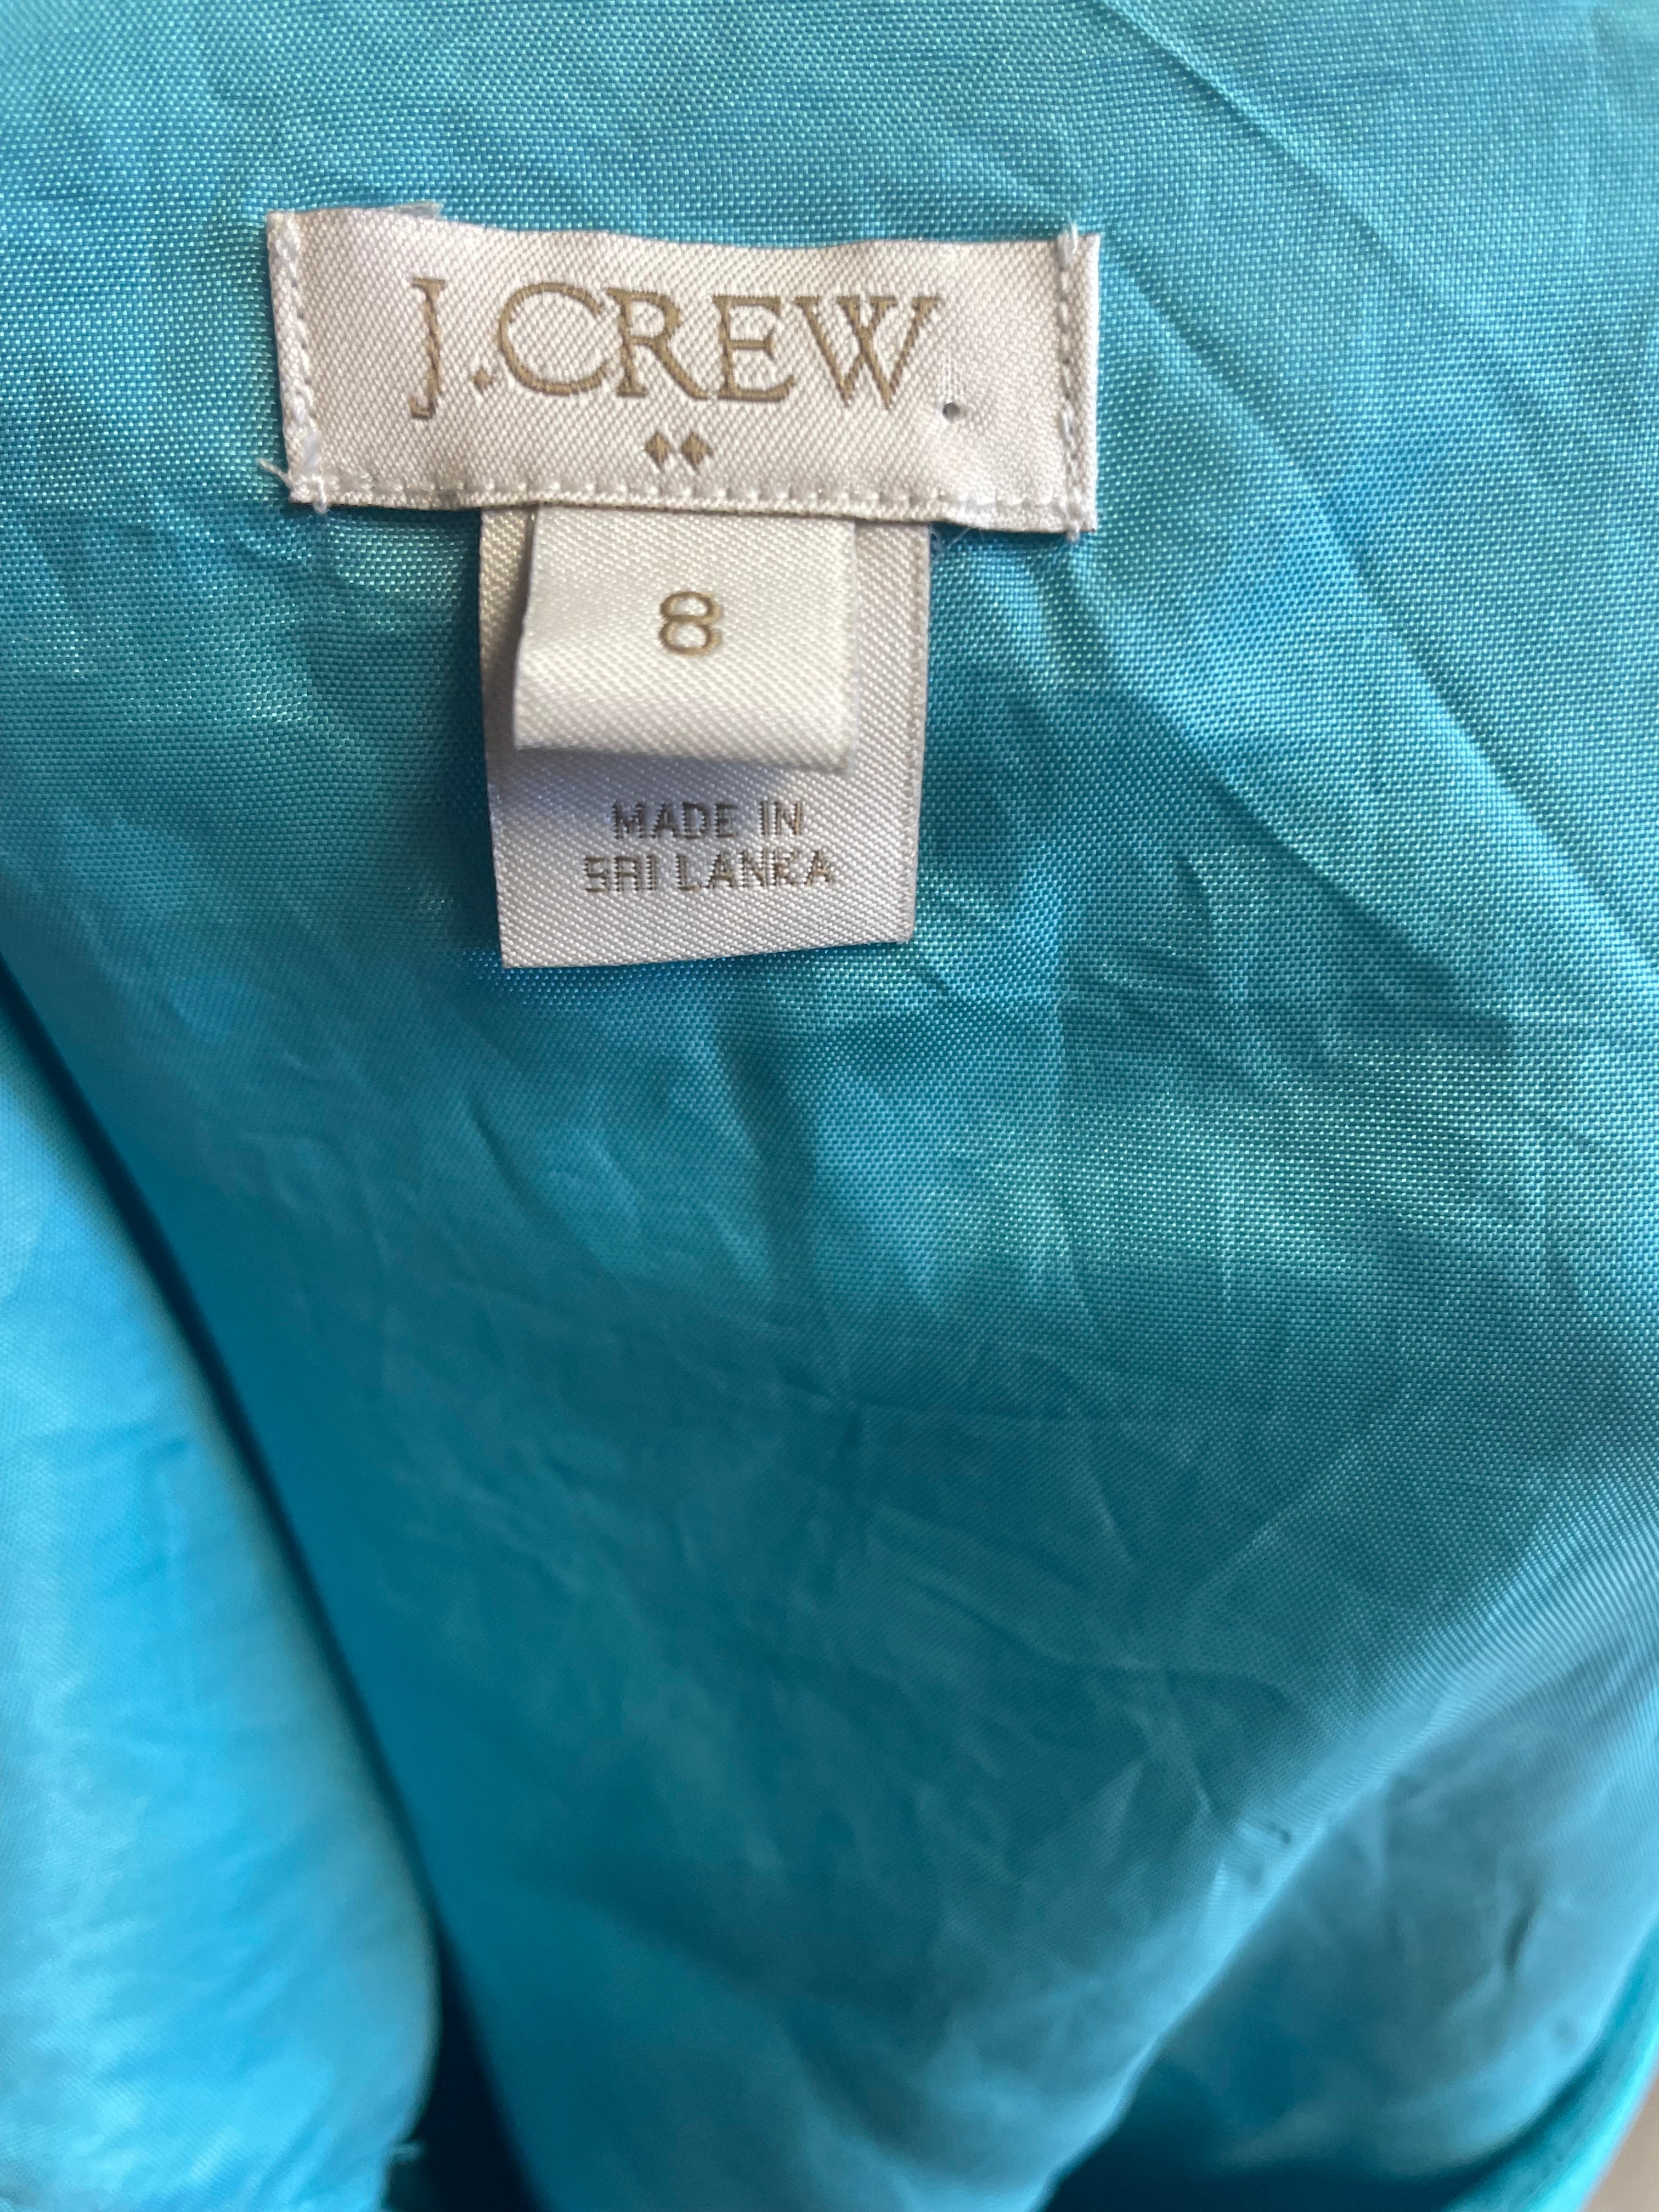 J.CREW
8
MADE IN
SRI LANKA